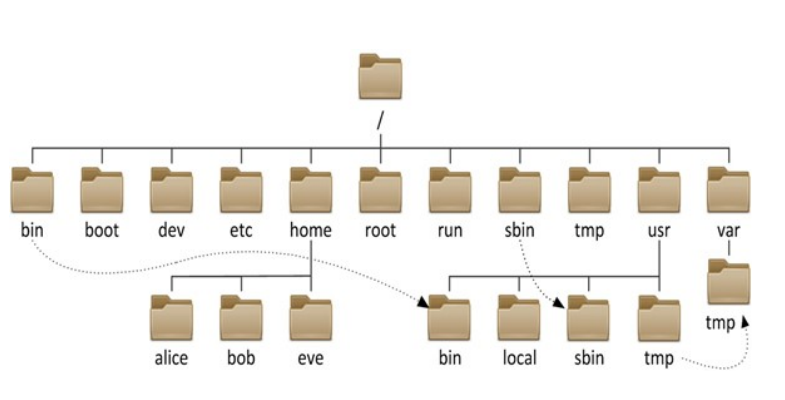 /
bin boot dev etc home root run sbin tmp usr var
tmp
alice bob eve bin local sbin tmp